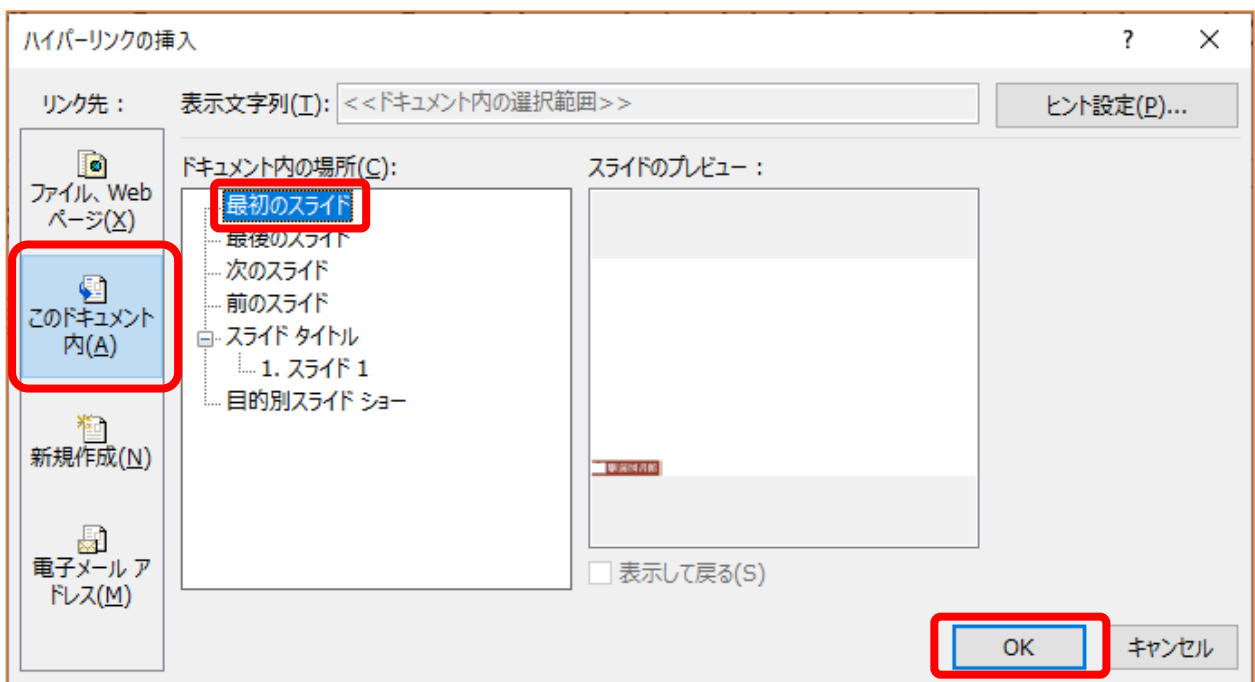 ハイパーリンクの挿入
?
リンク先：
表示文字列(T):
<<ドキュメント内の選択範囲>>
ヒント設定(P)...
ファイル、Web
ページ(X)
このドキュメント
内(A)
新規作成(N)
電子メール ア
ドレス(M)
ドキュメント内の場所(C):
最初のスライド
最後のスライド
次のスライド
前のスライド
スライド タイトル
1. スライド 1
目的別スライド ショー
スライドのプレビュー：
表示して戻る(S)
OK
キャンセル